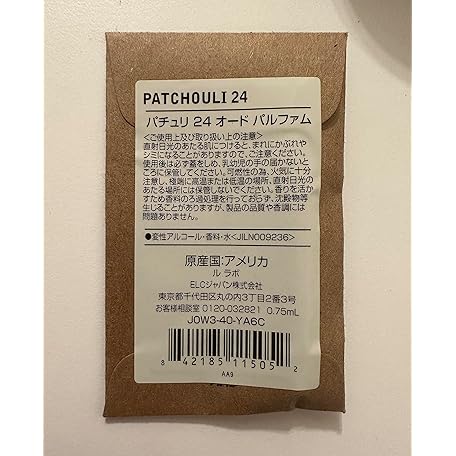 PATCHOULI 24
パチュリ 24 オード パルファム
<ご使用上及び取り扱い上の注意>
直射日光のあたる肌につけると、まれにかぶれや
シミになることがありますので、ご注意ください。
使用後は必ず蓋をしめ、乳幼児の手の届かないとこ
ろに保管してください。可燃性の為、火気に十分
注意し、極端に高温または低温の場所、直射日光のあ
たる場所には保管しないでください。香りを活か
すため香料のろ過処理を行っておらず、沈殿物等
生じることがありますが、製品の品質や香調には
問題ありません。
●変性アルコール・香料・水<JILN009236>
原産国:アメリカ
ル ラボ
ELCジャパン株式会社
東京都千代田区丸の内3丁目2番3号
お客様相談室 0120-032821 0.75mL
J0W3-40-YA6C
8 42185 11505 2
AA9